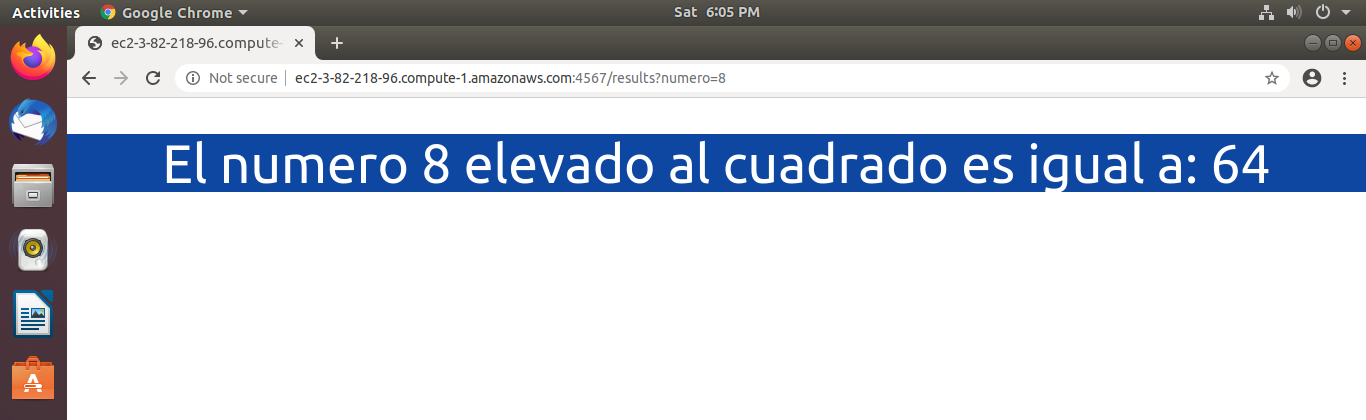 Activities Google Chrome Sat 6:05 PM
ec2-3-82-218-96.compute-
Not secure ec2-3-82-218-96.compute-1.amazonaws.com:4567/results?numero=8
El numero 8 elevado al cuadrado es igual a: 64